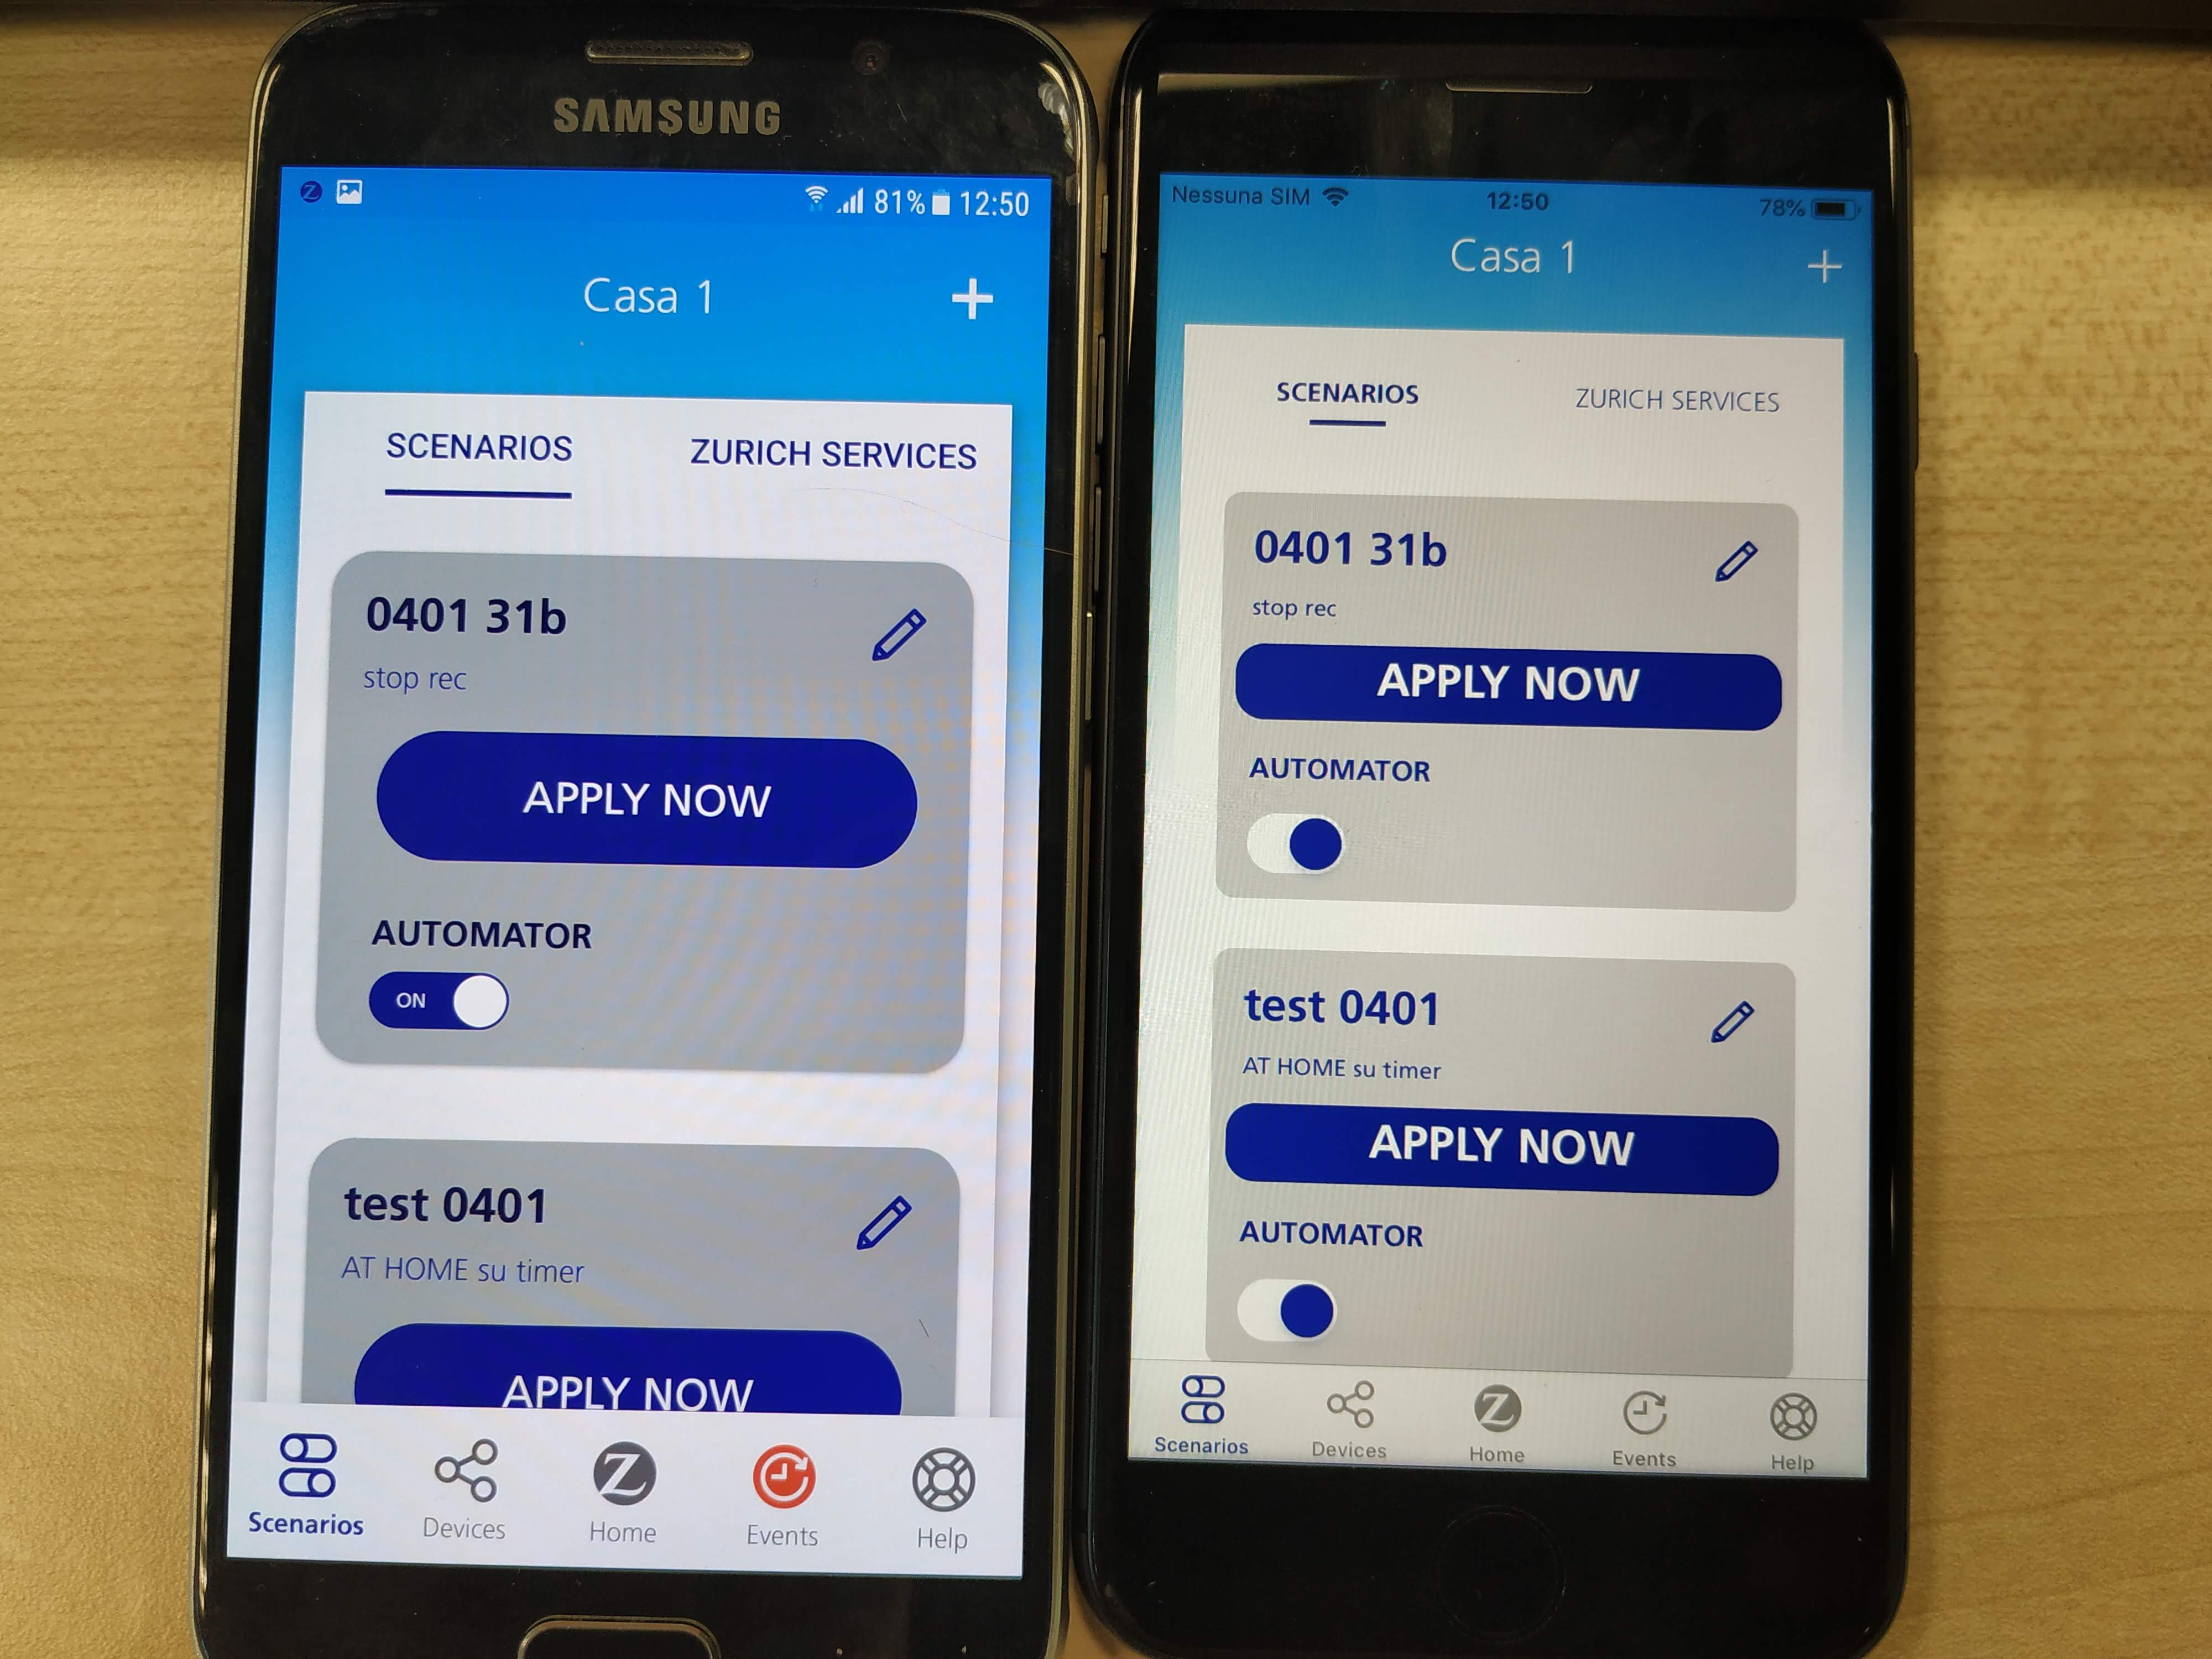 SAMSUNG
81% 12:50
Casa 1
SCENARIOS ZURICH SERVICES
0401 31b
stop rec
APPLY NOW
AUTOMATOR
ON
test 0401
AT HOME su timer
APPLY NOW
Scenarios Devices Home Events Help
Nessuna SIM 12:50 78%
Casa 1
SCENARIOS ZURICH SERVICES
0401 31b
stop rec
APPLY NOW
AUTOMATOR
test 0401
AT HOME su timer
APPLY NOW
AUTOMATOR
Scenarios Devices Home Events Help